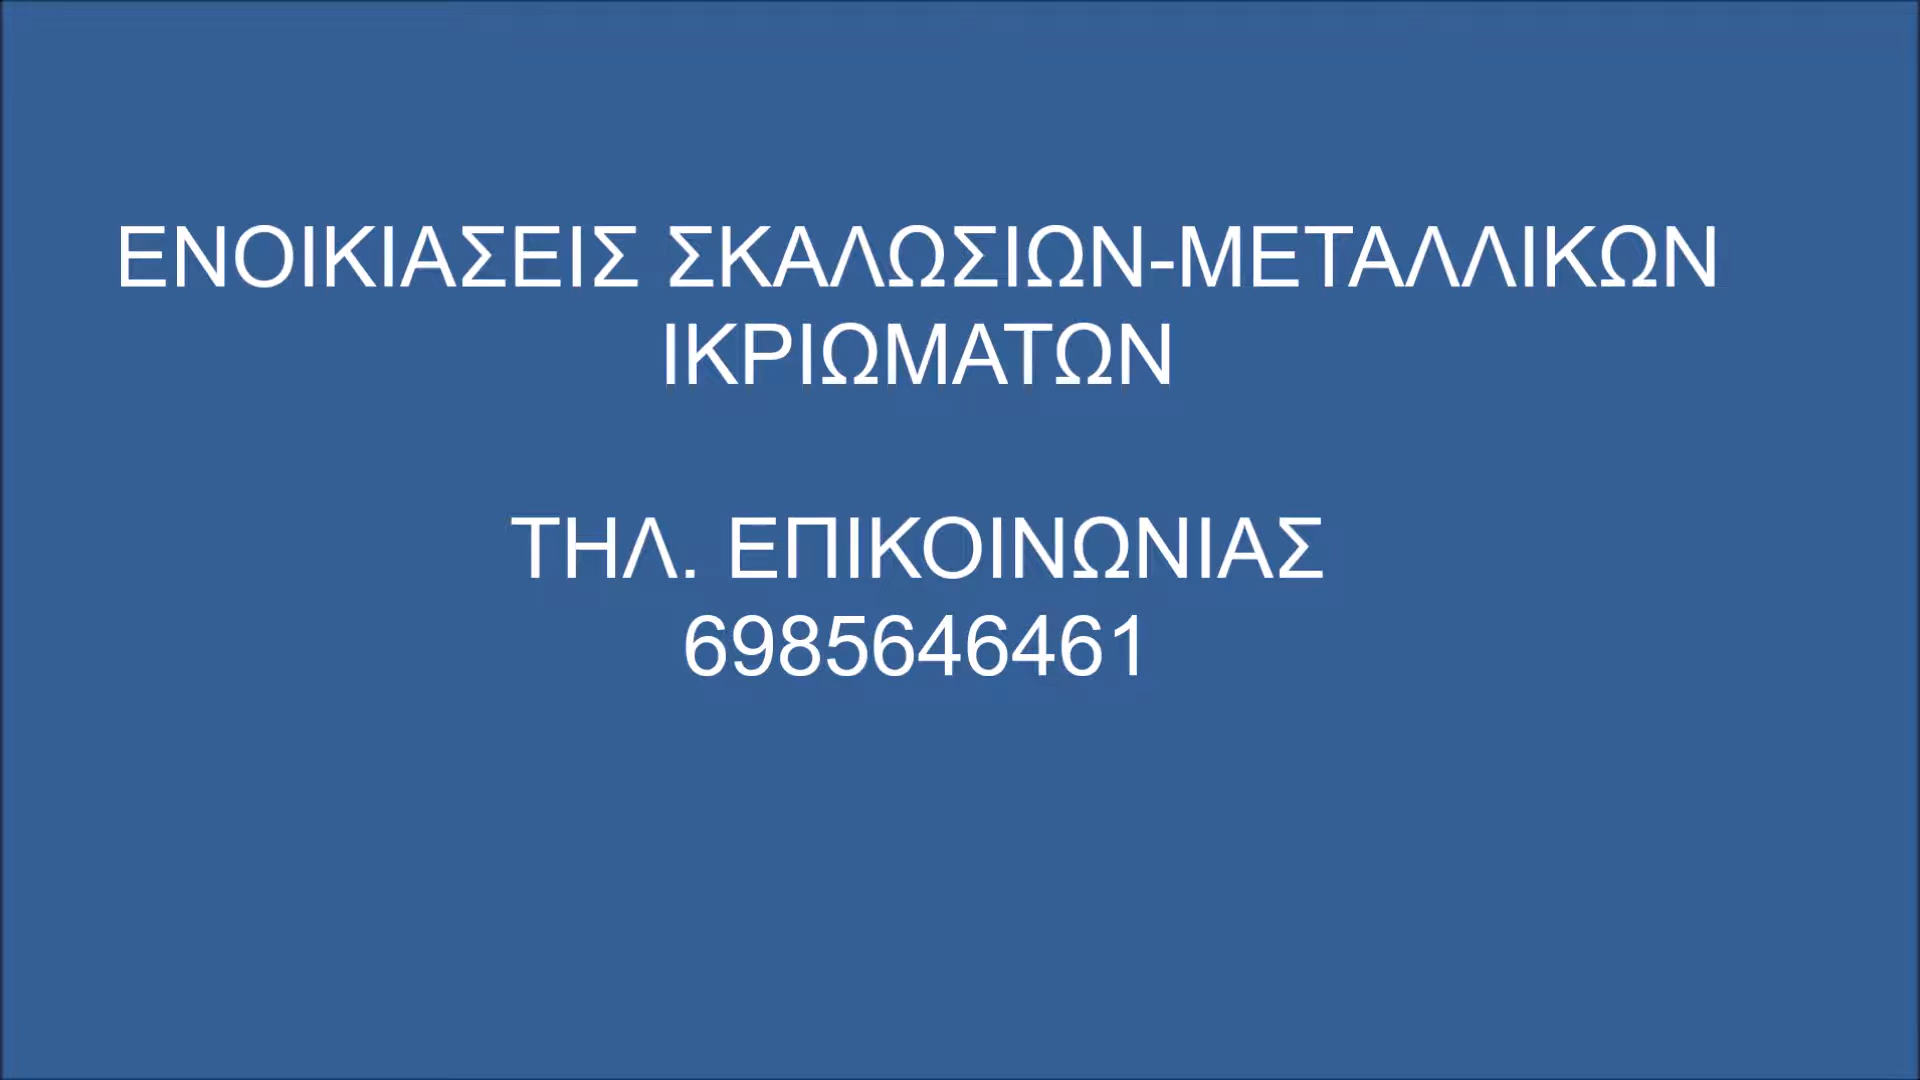 ΕΝΟΙΚΙΑΣΕΙΣ ΣΚΑΛΩΣΙΩΝ-ΜΕΤΑΛΛΙΚΩΝ
ΙΚΡΙΩΜΑΤΩΝ
ΤΗΛ. ΕΠΙΚΟΙΝΩΝΙΑΣ
6985646461